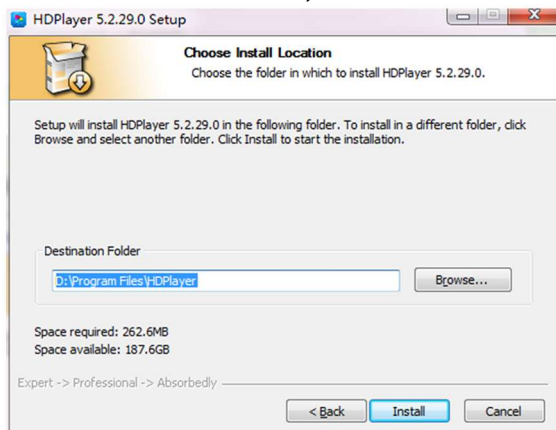 HDPlayer 5.2.29.0 Setup
Choose Install Location
Choose the folder in which to install HDPlayer 5.2.29.0.
Setup will install HDPlayer 5.2.29.0 in the following folder. To install in a different folder, click
Browse and select another folder. Click Install to start the installation.
Destination Folder
D:\Program Files\HDPlayer
Browse...
Space required: 262.6MB
Space available: 187.6GB
Expert -> Professional -> Absorbedly
< Back
Install
Cancel